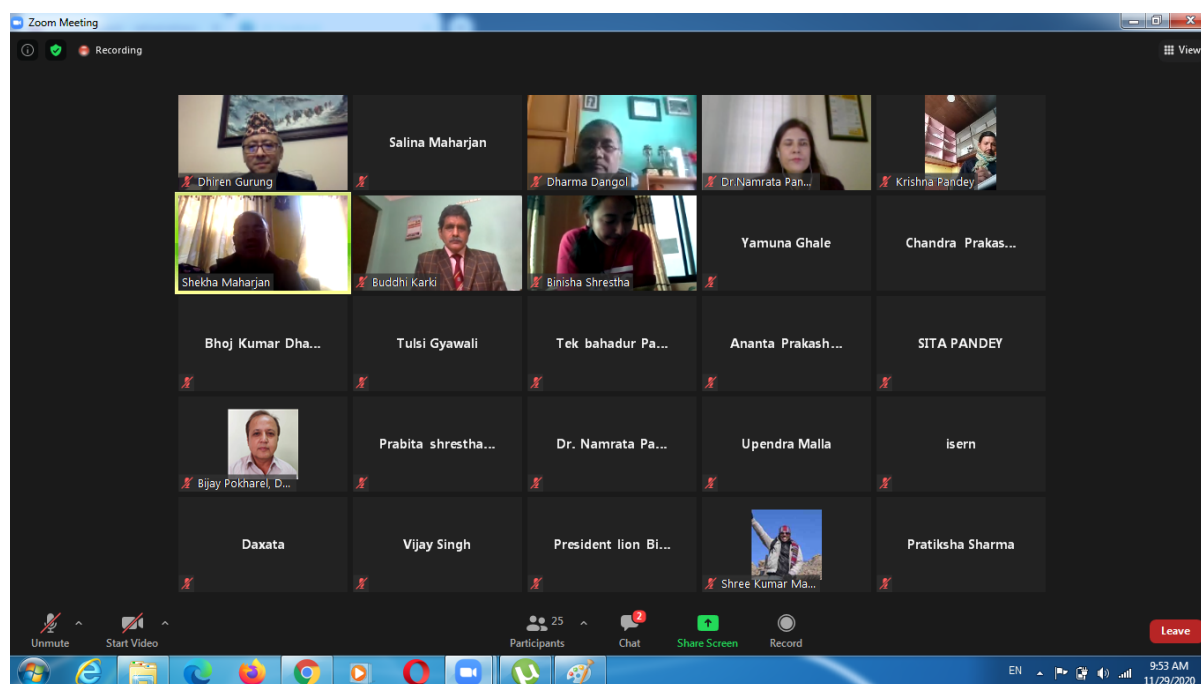 Zoom Meeting
Recording
View
Dhiren Gurung
Salina Maharjan
Dharma Dangol
Dr.Namrata Pan...
Krishna Pandey
Shekha Maharjan
Buddhi Karki
Binisha Shrestha
Yamuna Ghale
Chandra Prakas...
Bhoj Kumar Dha...
Tulsi Gyawali
Tek bahadur Pa...
Ananta Prakash...
SITA PANDEY
Bijay Pokharel, D...
Prabita shrestha...
Dr. Namrata Pa...
Upendra Malla
isern
Daxata
Vijay Singh
President lion Bi...
Shree Kumar Ma...
Pratiksha Sharma
Unmute
Start Video
25
Participants
2
Chat
Share Screen
Record
Leave
EN
9:53 AM
11/29/2020